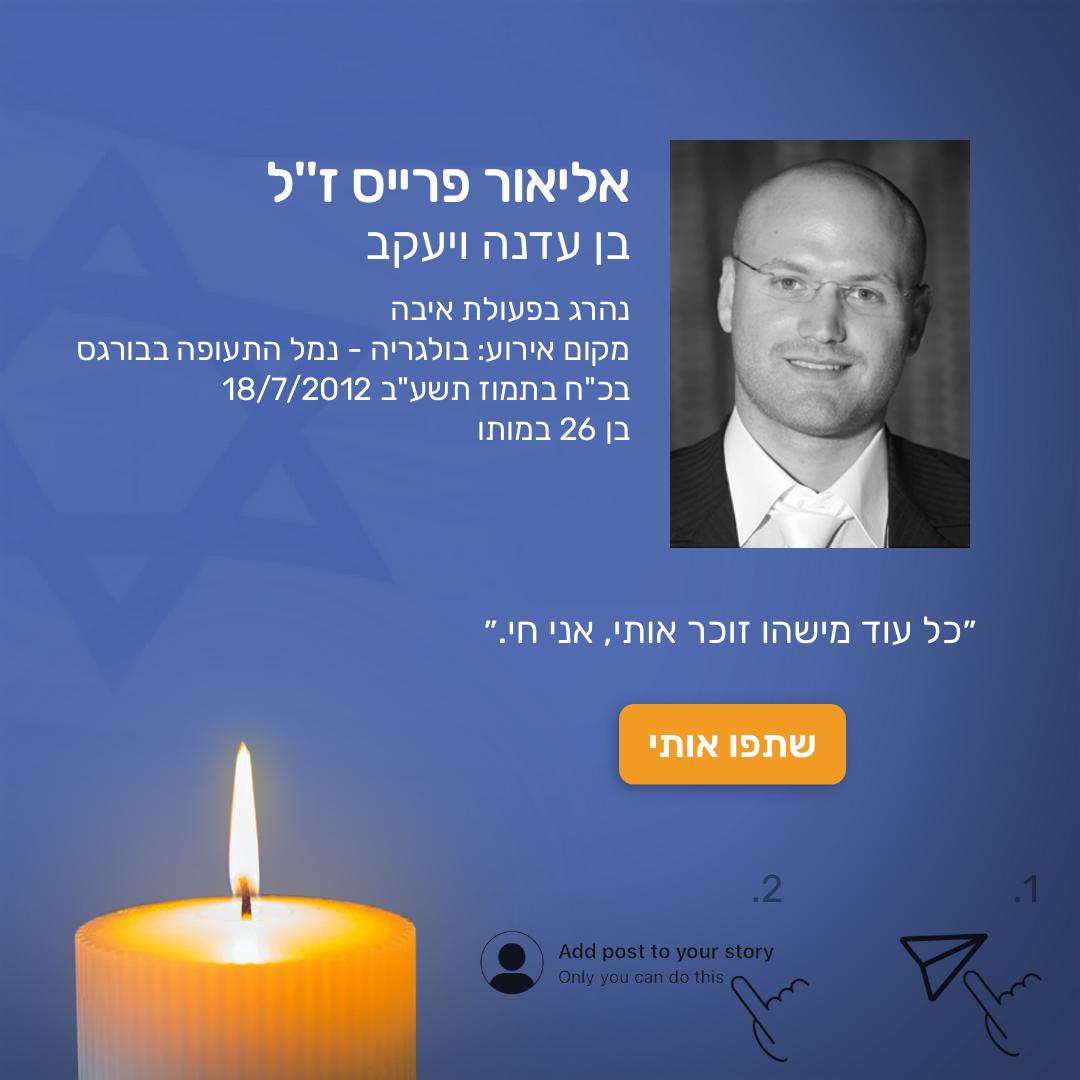 אליאור פרייס ז"ל
בן עדנה ויעקב
נהרג בפעולת איבה
מקום אירוע: בולגריה - נמל התעופה בבורגס
בכ"ח בתמוז תשע"ב 18/7/2012
בן 26 במותו
״כל עוד מישהו זוכר אותי, אני חי.״
שתפו אותי
1.
2.
Add post to your story
Only you can do this